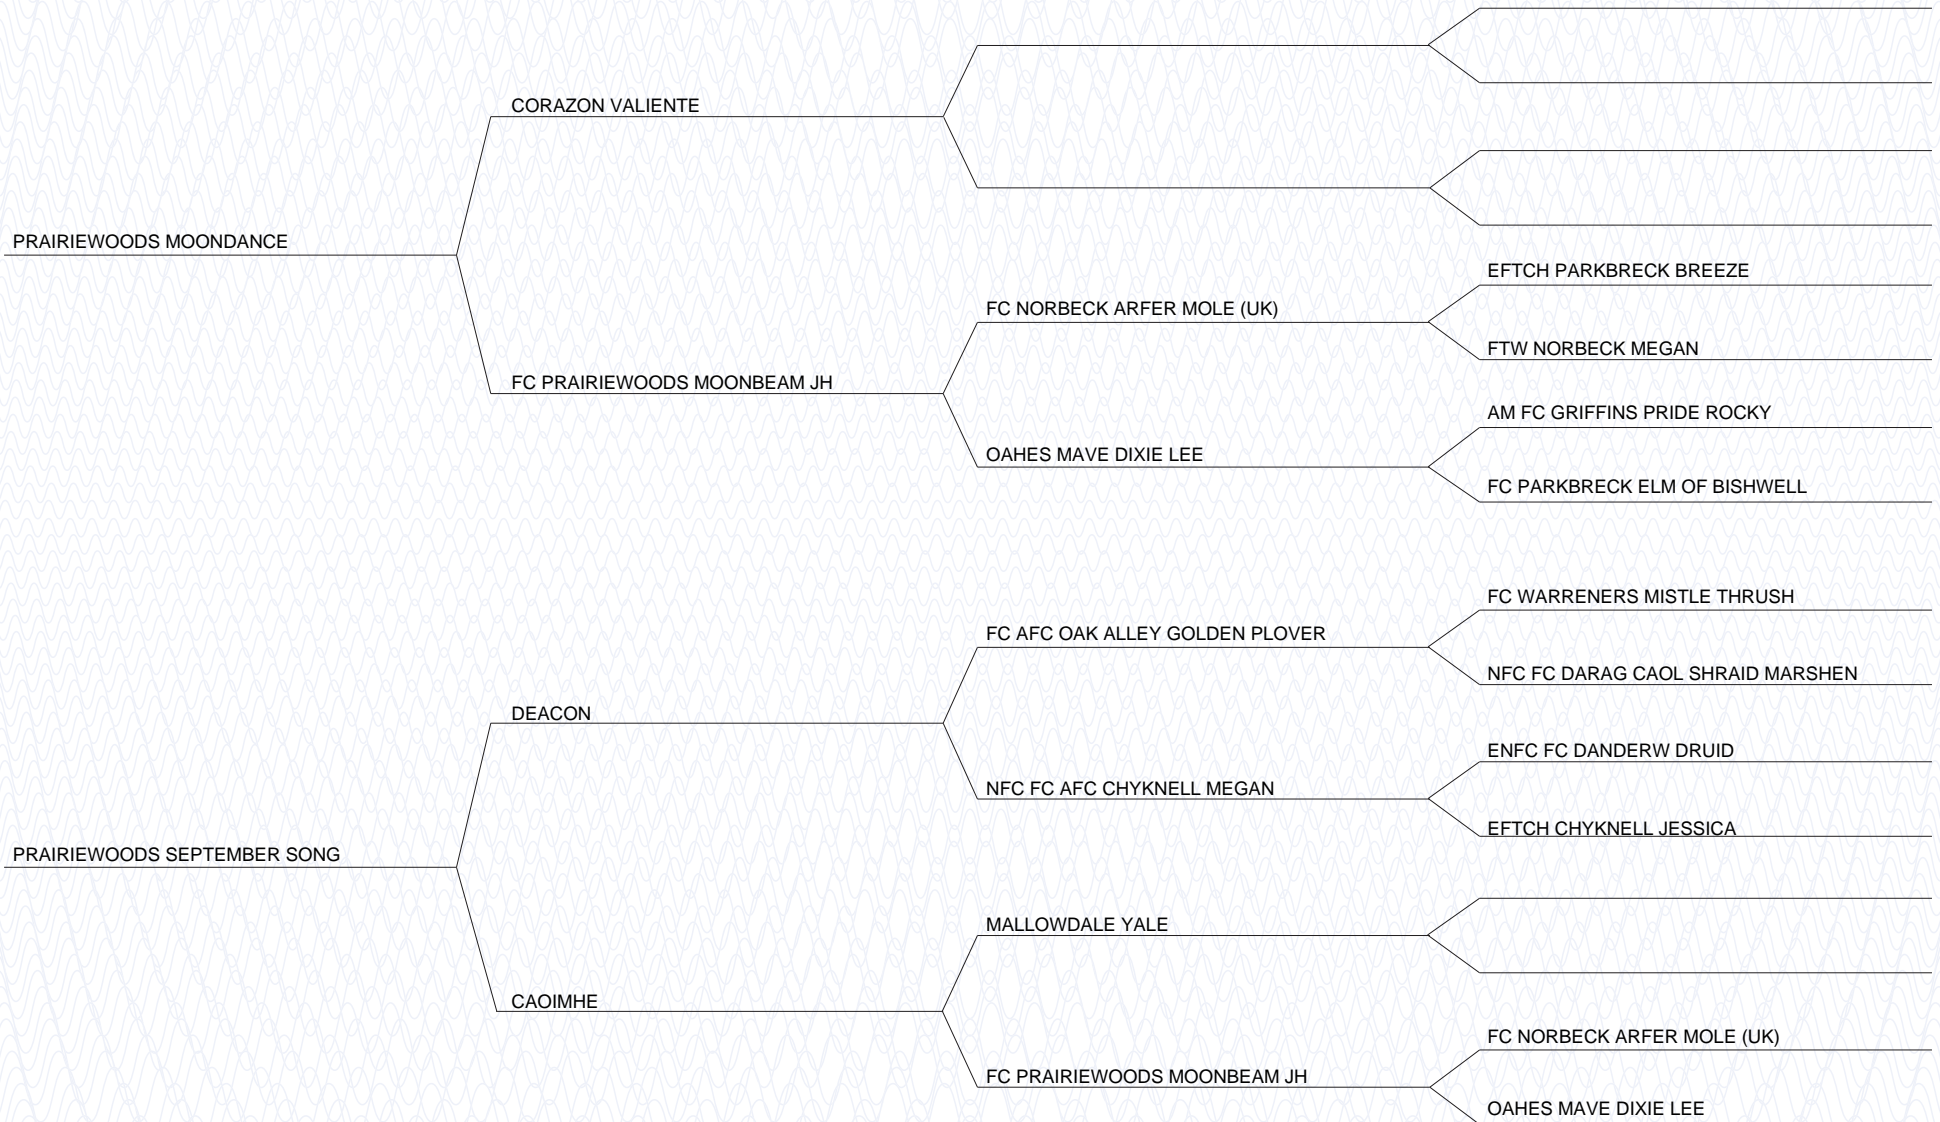 CORAZON VALIENTE
PRAIRIEWOODS MOONDANCE
EFTCH PARKBRECK BREEZE
FC NORBECK ARFER MOLE (UK)
FTW NORBECK MEGAN
FC PRAIRIEWOODS MOONBEAM JH
AM FC GRIFFINS PRIDE ROCKY
OAHES MAVE DIXIE LEE
FC PARKBRECK ELM OF BISHWELL
FC WARRENERS MISTLE THRUSH
FC AFC OAK ALLEY GOLDEN PLOVER
NFC FC DARAG CAOL SHRAID MARSHEN
DEACON
ENFC FC DANDERW DRUID
NFC FC AFC CHYKNELL MEGAN
EFTCH CHYKNELL JESSICA
PRAIRIEWOODS SEPTEMBER SONG
MALLOWDALE YALE
CAOIMHE
FC NORBECK ARFER MOLE (UK)
FC PRAIRIEWOODS MOONBEAM JH
OAHES MAVE DIXIE LEE